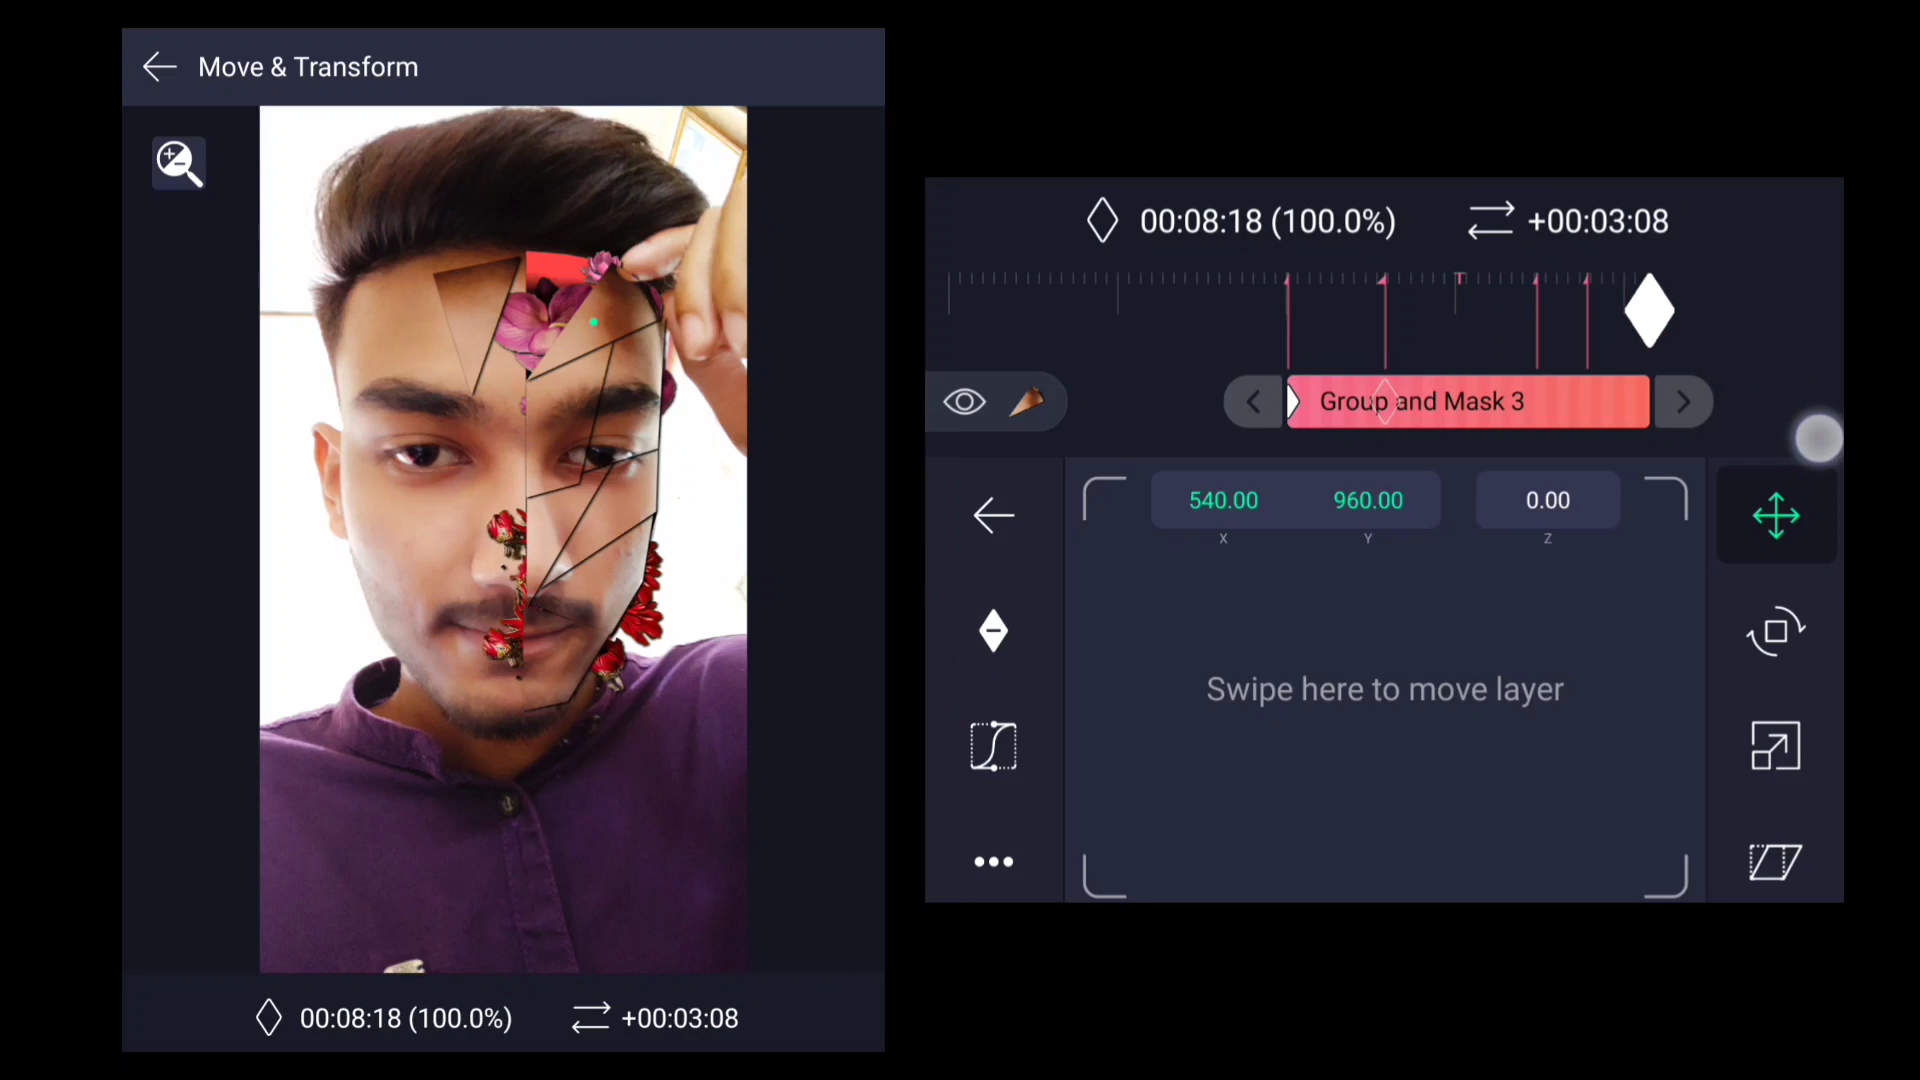 Move & Transform
00:08:18 (100.0%)
+00:03:08
00:08:18 (100.0%)
+00:03:08
Group and Mask 3
540.00
960.00
0.00
X
Y
Z
Swipe here to move layer